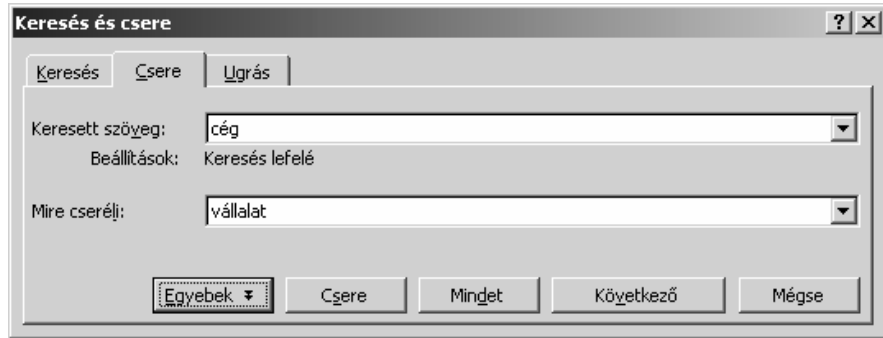 Keresés és csere
Keresés Csere Ugrás
Keresett szöveg: cég
Beállítások: Keresés lefelé
Mire cseréli: vállalat
Egyebek Csere Mindet Következő Mégse